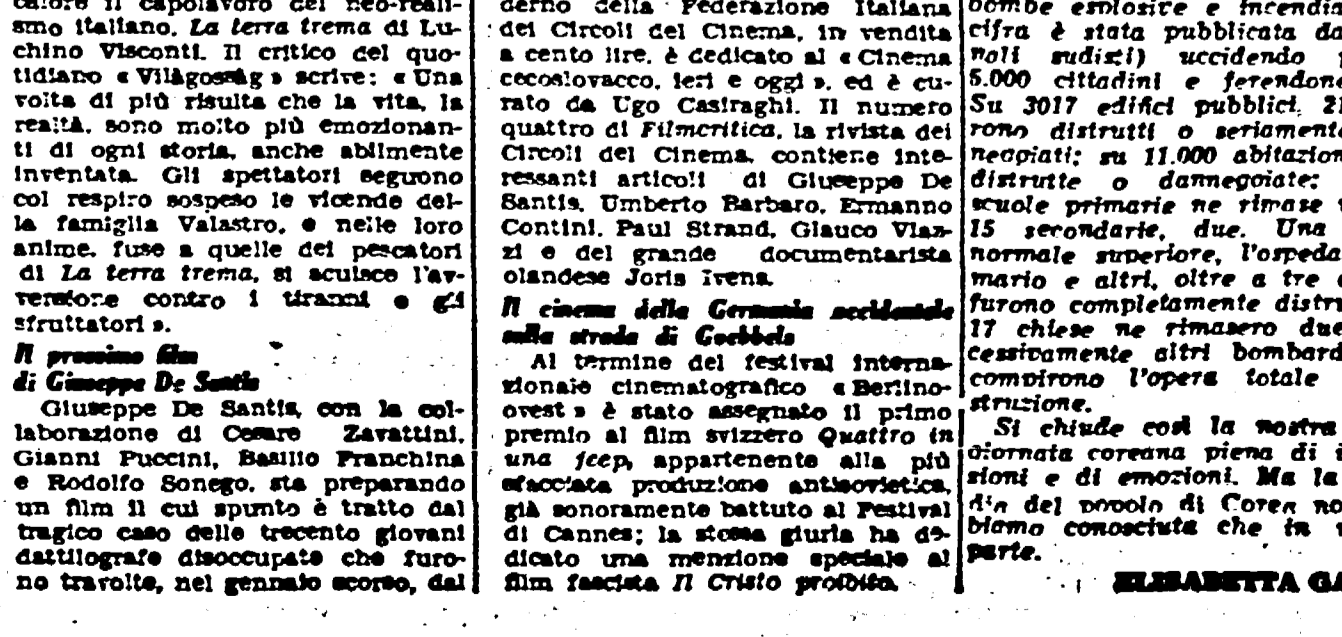 calore il capolavoro del neo-reali-
smo italiano, La terra trema di Lu-
chino Visconti. Il critico del quo-
tidiano « Vilàgossàg » scrive: « Una
volta di più risulta che la vita, la
realtà, sono molto più emozionan-
ti di ogni storia, anche abilmente
inventata. Gli spettatori seguono
col respiro sospeso le vicende del-
la famiglia Valastro, e nelle loro
anime, fuse a quelle dei pescatori
di La terra trema, si acuisce l'av-
versione contro i tiranni e gli
sfruttatori ».
Il prossimo film
di Giuseppe De Santis
Giuseppe De Santis, con la col-
laborazione di Cesare Zavattini,
Gianni Puccini, Basilio Franchina
e Rodolfo Sonego, sta preparando
un film il cui spunto è tratto dal
tragico caso delle trecento giovani
dattilografe disoccupate che furo-
no travolte, nel gennaio scorso, dal
derno della Federazione Italiana
dei Circoli del Cinema, in vendita
a cento lire, è dedicato al « Cinema
cecoslovacco, ieri e oggi », ed è cu-
rato da Ugo Casiraghi. Il numero
quattro di Filmcritica, la rivista dei
Circoli del Cinema, contiene inte-
ressanti articoli di Giuseppe De
Santis, Umberto Barbaro, Ermanno
Contini, Paul Strand, Glauco Vian-
zi e del grande documentarista
olandese Joris Ivens.
Il cinema della Germania occidentale
sulla strada di Goebbels
Al termine del festival interna-
zionale cinematografico « Berlino-
ovest » è stato assegnato il primo
premio al film svizzero Quattro in
una jeep, appartenente alla più
sfacciata produzione antisovietica,
già sonoramente battuto al Festival
di Cannes; la stessa giuria ha de-
dicato una menzione speciale al
film fascista Il Cristo proibito.
bombe esplosive e incendia
cifra è stata pubblicata da
noli sudisti) uccidendo
5.000 cittadini e ferendon
Su 3017 edifici pubblici, 2
rono distrutti o seriament
neggiati; su 11.000 abitazion
distrutte o danneggiate;
scuole primarie ne rimase
15 secondarie, due. Una
normale superiore, l'ospeda
mario e altri, oltre a tre
furono completamente distr
17 chiese ne rimasero due
cessivamente altri bombard
compirono l'opera totale
struzione.
Si chiude così la nostra
giornata coreana piena di
sioni e di emozioni. Ma la
dia del popolo di Corea no
biamo conosciuta che in
parte.
ELISABETTA GA